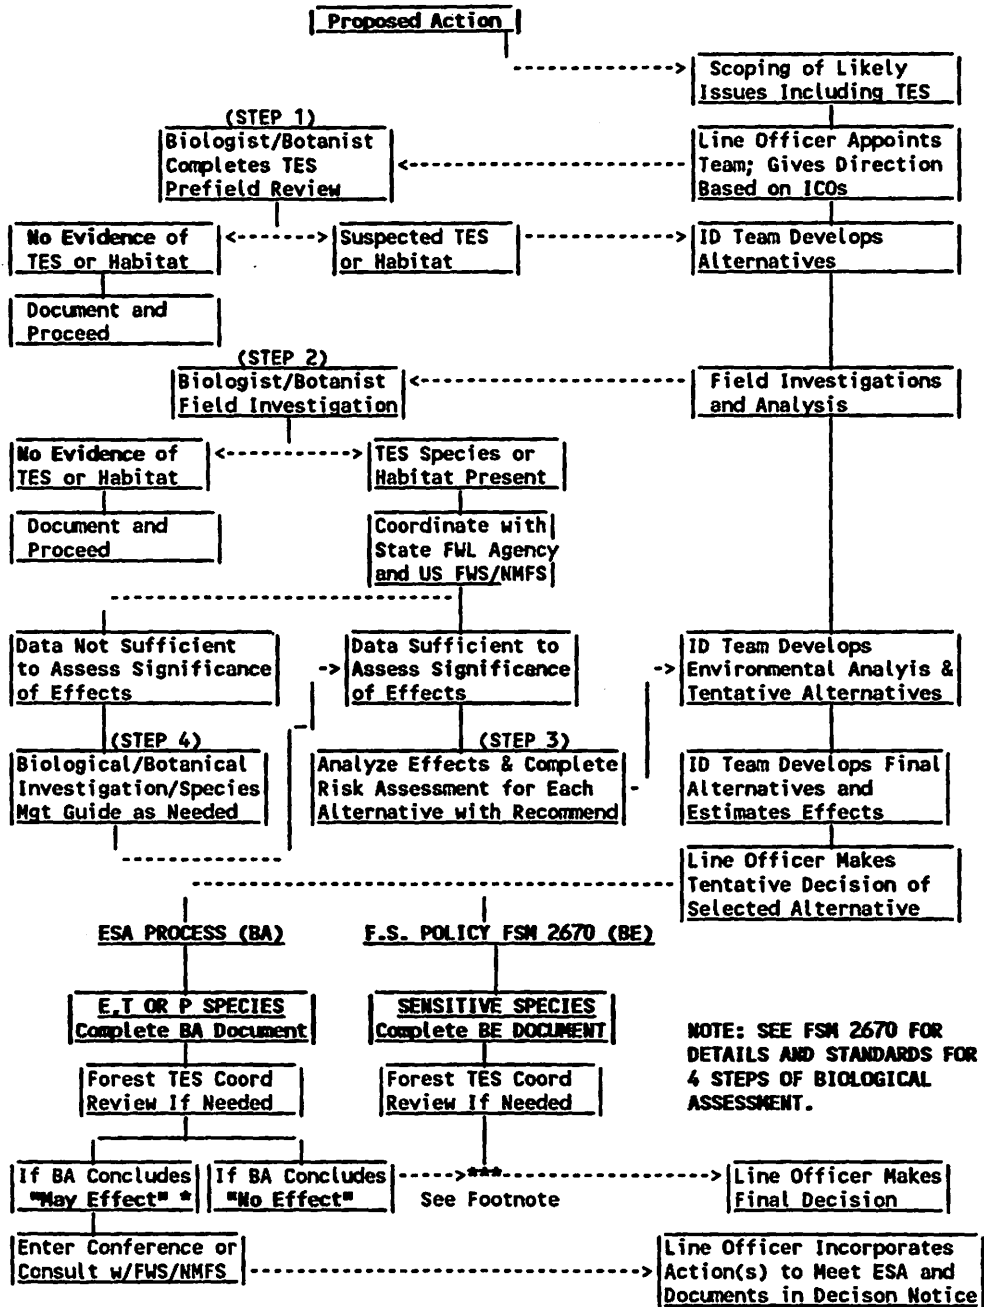 Proposed Action
Scoping of Likely
Issues Including TES
(STEP 1)
Biologist/Botanist
Completes TES
Prefield Review
Line Officer Appoints
Team; Gives Direction
Based on ICOs
No Evidence of
TES or Habitat
Suspected TES
or Habitat
ID Team Develops
Alternatives
Document and
Proceed
(STEP 2)
Biologist/Botanist
Field Investigation
Field Investigations
and Analysis
No Evidence of
TES or Habitat
TES Species or
Habitat Present
Document and
Proceed
Coordinate with
State FWL Agency
and US FWS/NMFS
Data Not Sufficient
to Assess Significance
of Effects
Data Sufficient to
Assess Significance
of Effects
ID Team Develops
Environmental Analyis &
Tentative Alternatives
(STEP 4)
Biological/Botanical
Investigation/Species
Mgt Guide as Needed
(STEP 3)
Analyze Effects & Complete
Risk Assessment for Each
Alternative with Recommend
ID Team Develops Final
Alternatives and
Estimates Effects
Line Officer Makes
Tentative Decision of
Selected Alternative
ESA PROCESS (BA)
F.S. POLICY FSM 2670 (BE)
E,T OR P SPECIES
Complete BA Document
SENSITIVE SPECIES
Complete BE DOCUMENT
NOTE: SEE FSM 2670 FOR
DETAILS AND STANDARDS FOR
4 STEPS OF BIOLOGICAL
ASSESSMENT.
Forest TES Coord
Review If Needed
Forest TES Coord
Review If Needed
If BA Concludes
"May Effect" *
If BA Concludes
"No Effect"
***
See Footnote
Line Officer Makes
Final Decision
Enter Conference or
Consult w/FWS/NMFS
Line Officer Incorporates
Action(s) to Meet ESA and
Documents in Decison Notice